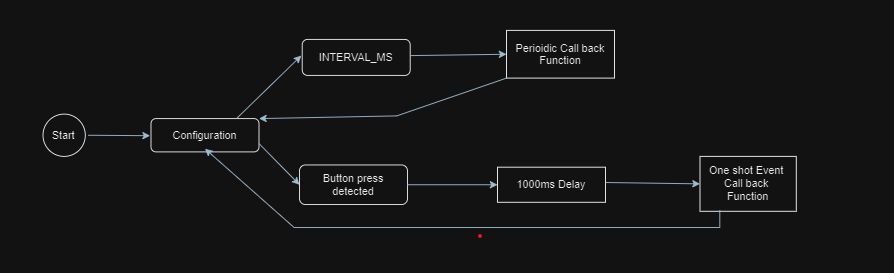 Start
Configuration
INTERVAL_MS
Perioidic Call back
Function
Button press
detected
1000ms Delay
One shot Event
Call back
Function